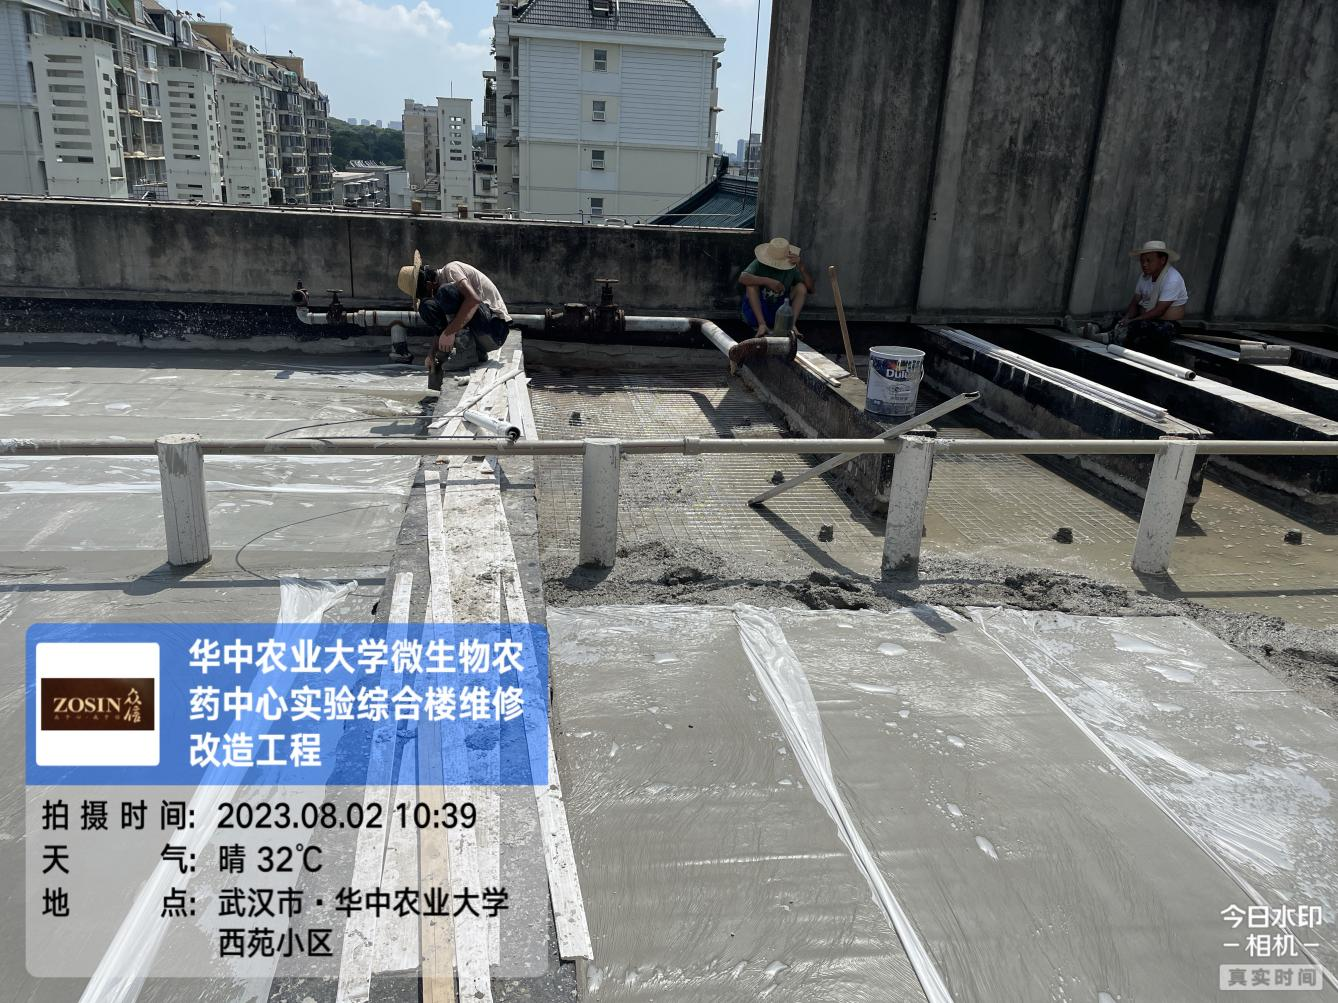 Dulu
ZOSIN众信
华中农业大学微生物农
药中心实验综合楼维修
改造工程
拍摄时间: 2023.08.02 10:39
天气: 晴 32℃
地点: 武汉市·华中农业大学
西苑小区
今日水印
-相机-
真实时间